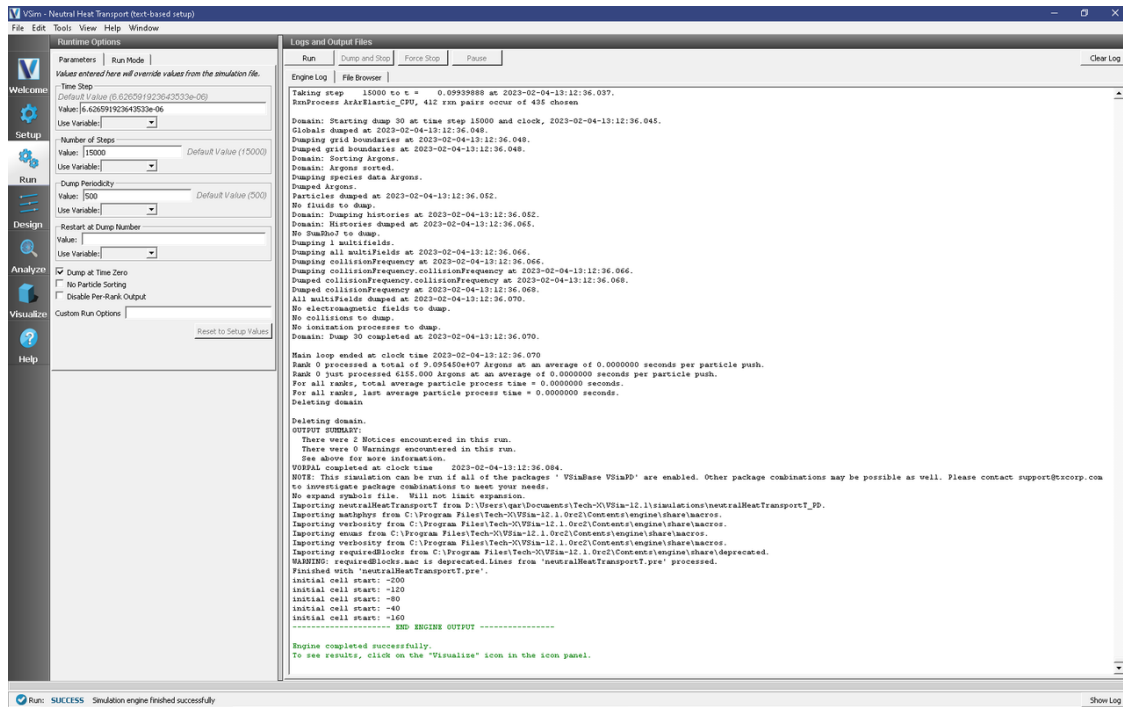 VSim - Neutral Heat Transport (text-based setup)
File Edit Tools View Help Window
Welcome
Setup
Run
Design
Analyze
Visualize
Help
Runtime Options
Parameters Run Mode
Values entered here will override values from the simulation file.
Time Step
Default Value (6.626591923643533e-06)
Value: 6.626591923643533e-06
Use Variable:
Number of Steps
Value: 15000 Default Value (15000)
Use Variable:
Dump Periodicity
Value: 500 Default Value (500)
Use Variable:
Restart at Dump Number
Value:
Use Variable:
Dump at Time Zero
No Particle Sorting
Disable Per-Rank Output
Custom Run Options
Reset to Setup Values
Logs and Output Files
Run Dump and Stop Force Stop Pause Clear Log
Engine Log File Browser
Taking step 15000 to t = 0.09939888 at 2023-02-04-13:12:36.037.
RxnProcess ArArElastic_CPU, 412 rxn pairs occur of 435 chosen
Domain: Starting dump 30 at time step 15000 and clock, 2023-02-04-13:12:36.045.
Globals dumped at 2023-02-04-13:12:36.048.
Dumping grid boundaries at 2023-02-04-13:12:36.048.
Dumped grid boundaries at 2023-02-04-13:12:36.048.
Domain: Sorting Argons.
Domain: Argons sorted.
Dumping species data Argons.
Dumped Argons.
Particles dumped at 2023-02-04-13:12:36.052.
No fluids to dump.
Domain: Dumping histories at 2023-02-04-13:12:36.052.
Domain: Histories dumped at 2023-02-04-13:12:36.065.
No SumRhoJ to dump.
Dumping 1 multifields.
Dumping all multiFields at 2023-02-04-13:12:36.066.
Dumping collisionFrequency at 2023-02-04-13:12:36.066.
Dumping collisionFrequency.collisionFrequency at 2023-02-04-13:12:36.066.
Dumped collisionFrequency.collisionFrequency at 2023-02-04-13:12:36.068.
Dumped collisionFrequency at 2023-02-04-13:12:36.068.
All multiFields dumped at 2023-02-04-13:12:36.070.
No electromagnetic fields to dump.
No collisions to dump.
No ionization processes to dump.
Domain: Dump 30 completed at 2023-02-04-13:12:36.070.
Main loop ended at clock time 2023-02-04-13:12:36.070
Rank 0 processed a total of 9.095450e+07 Argons at an average of 0.0000000 seconds per particle push.
Rank 0 just processed 6155.000 Argons at an average of 0.0000000 seconds per particle push.
For all ranks, total average particle process time = 0.0000000 seconds.
For all ranks, last average particle process time = 0.0000000 seconds.
Deleting domain
Deleting domain.
OUTPUT SUMMARY:
There were 2 Notices encountered in this run.
There were 0 Warnings encountered in this run.
See above for more information.
VORPAL completed at clock time 2023-02-04-13:12:36.084.
NOTE: This simulation can be run if all of the packages ' VSimBase VSimPD' are enabled. Other package combinations may be possible as well. Please contact support@txcorp.com
to investigate package combinations to meet your needs.
No expand symbols file. Will not limit expansion.
Importing neutralHeatTransportT from D:\Users\qar\Documents\Tech-X\VSim-12.1\simulations\neutralHeatTransportT_PD.
Importing mathphys from C:\Program Files\Tech-X\VSim-12.1.0rc2\Contents\engine\share\macros.
Importing verbosity from C:\Program Files\Tech-X\VSim-12.1.0rc2\Contents\engine\share\macros.
Importing enums from C:\Program Files\Tech-X\VSim-12.1.0rc2\Contents\engine\share\macros.
Importing verbosity from C:\Program Files\Tech-X\VSim-12.1.0rc2\Contents\engine\share\macros.
Importing requiredBlocks from C:\Program Files\Tech-X\VSim-12.1.0rc2\Contents\engine\share\deprecated.
WARNING: requiredBlocks.mac is deprecated.Lines from 'neutralHeatTransportT.pre' processed.
Finished with 'neutralHeatTransportT.pre'.
initial cell start: -200
initial cell start: -120
initial cell start: -80
initial cell start: -40
initial cell start: -160
-------------------- END ENGINE OUTPUT ---------------
Engine completed successfully.
To see results, click on the "Visualize" icon in the icon panel.
Run: SUCCESS Simulation engine finished successfully Show Log